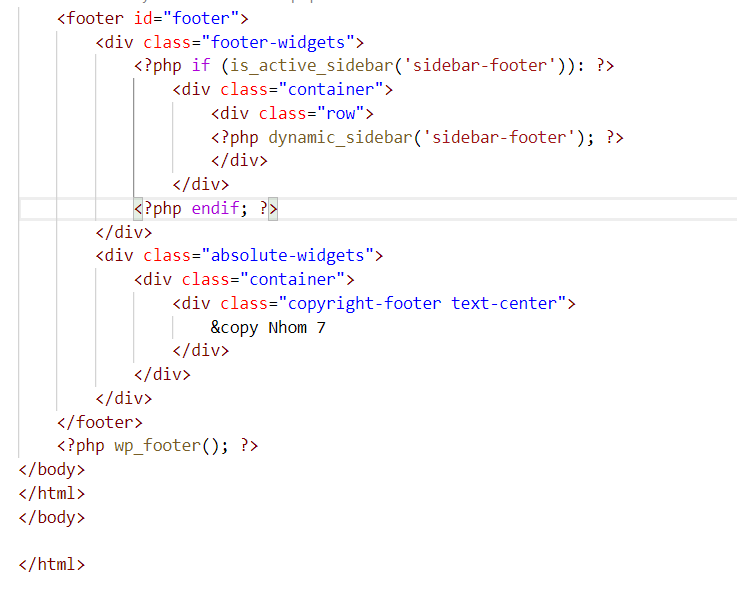 <footer id="footer">
<div class="footer-widgets">
<?php if (is_active_sidebar('sidebar-footer')): ?>
<div class="container">
<div class="row">
<?php dynamic_sidebar('sidebar-footer'); ?>
</div>
</div>
<?php endif; ?>
</div>
<div class="absolute-widgets">
<div class="container">
<div class="copyright-footer text-center">
&copy Nhom 7
</div>
</div>
</div>
</footer>
<?php wp_footer(); ?>
</body>
</html>
</body>
</html>